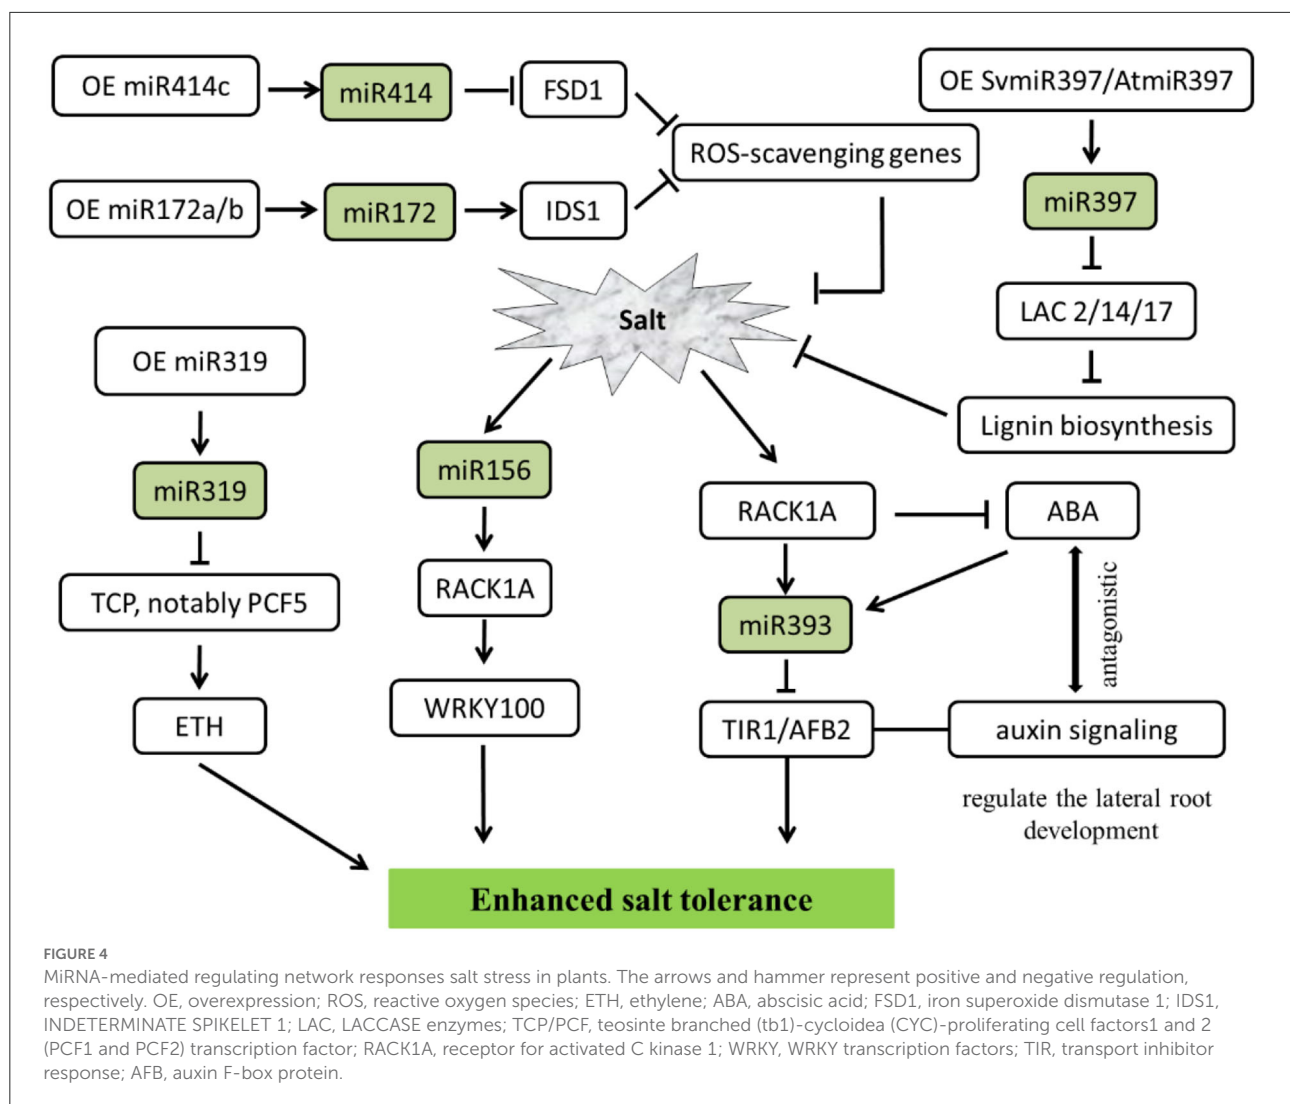 OE miR414c
miR414
FSD1
OE SvmiR397/AtmiR397
ROS-scavenging genes
OE miR172a/b
miR172
IDS1
miR397
Salt
LAC 2/14/17
OE miR319
Lignin biosynthesis
miR156
miR319
RACK1A
ABA
RACK1A
TCP, notably PCF5
miR393
antagonistic
ETH
WRKY100
TIR1/AFB2
auxin signaling
regulate the lateral root
development
Enhanced salt tolerance
FIGURE 4
MiRNA-mediated regulating network responses salt stress in plants. The arrows and hammer represent positive and negative regulation,
respectively. OE, overexpression; ROS, reactive oxygen species; ETH, ethylene; ABA, abscisic acid; FSD1, iron superoxide dismutase 1; IDS1,
INDETERMINATE SPIKELET 1; LAC, LACCASE enzymes; TCP/PCF, teosinte branched (tb1)-cycloidea (CYC)-proliferating cell factors1 and 2
(PCF1 and PCF2) transcription factor; RACK1A, receptor for activated C kinase 1; WRKY, WRKY transcription factors; TIR, transport inhibitor
response; AFB, auxin F-box protein.